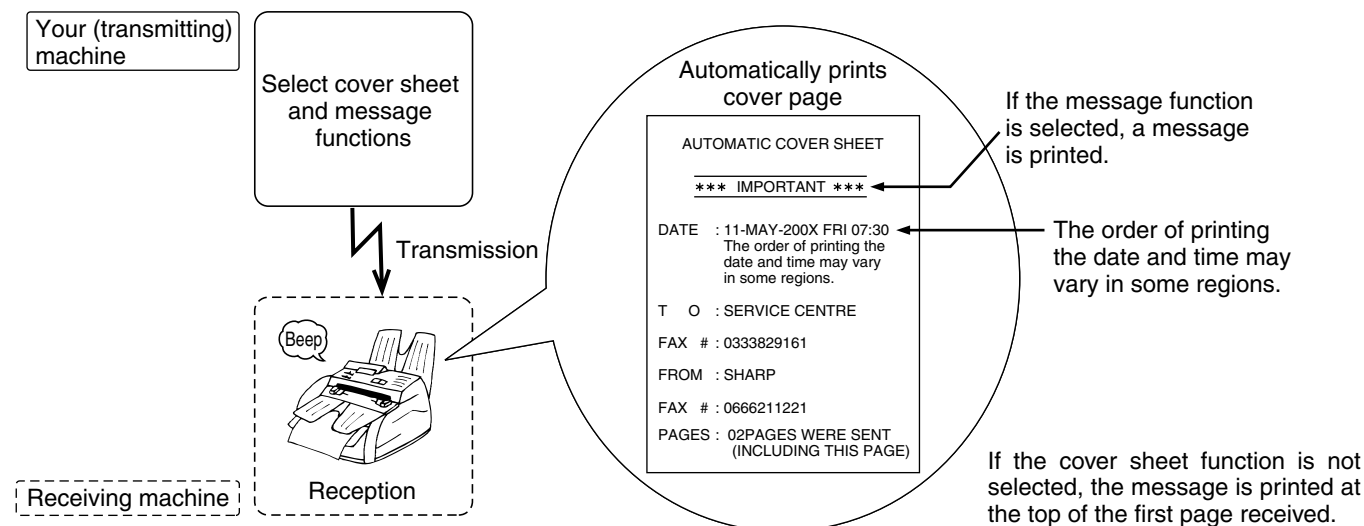 Your (transmitting)
machine
Select cover sheet
and message
functions
Transmission
Beep
Reception
Receiving machine
Automatically prints
cover page
AUTOMATIC COVER SHEET
*** IMPORTANT ***
DATE : 11-MAY-200X FRI 07:30
The order of printing the
date and time may vary
in some regions.
T O : SERVICE CENTRE
FAX # : 0333829161
FROM : SHARP
FAX # : 0666211221
PAGES : 02PAGES WERE SENT
(INCLUDING THIS PAGE)
If the message function
is selected, a message
is printed.
The order of printing
the date and time may
vary in some regions.
If the cover sheet function is not
selected, the message is printed at
the top of the first page received.